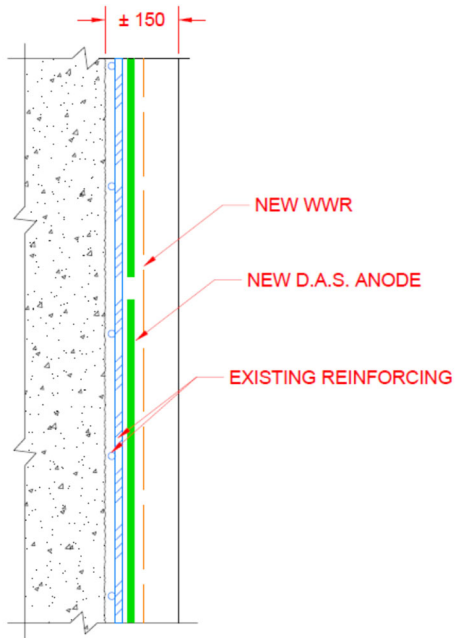 ± 150
NEW WWR
NEW D.A.S. ANODE
EXISTING REINFORCING